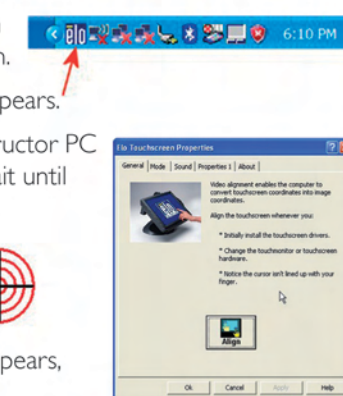 n.
elo
6:10 PM
pears.
ructor PC
ait until
pears,
Elo Touchscreen Properties
General Mode Sound Properties 1 About
Video alignment enables the computer to
convert touchscreen coordinates into image
coordinates.
Align the touchscreen whenever you:
* Initially install the touchscreen drivers.
* Change the touchmonitor or touchscreen
hardware.
* Notice the cursor isn't lined up with your
finger.
Align
Ok Cancel Apply Help